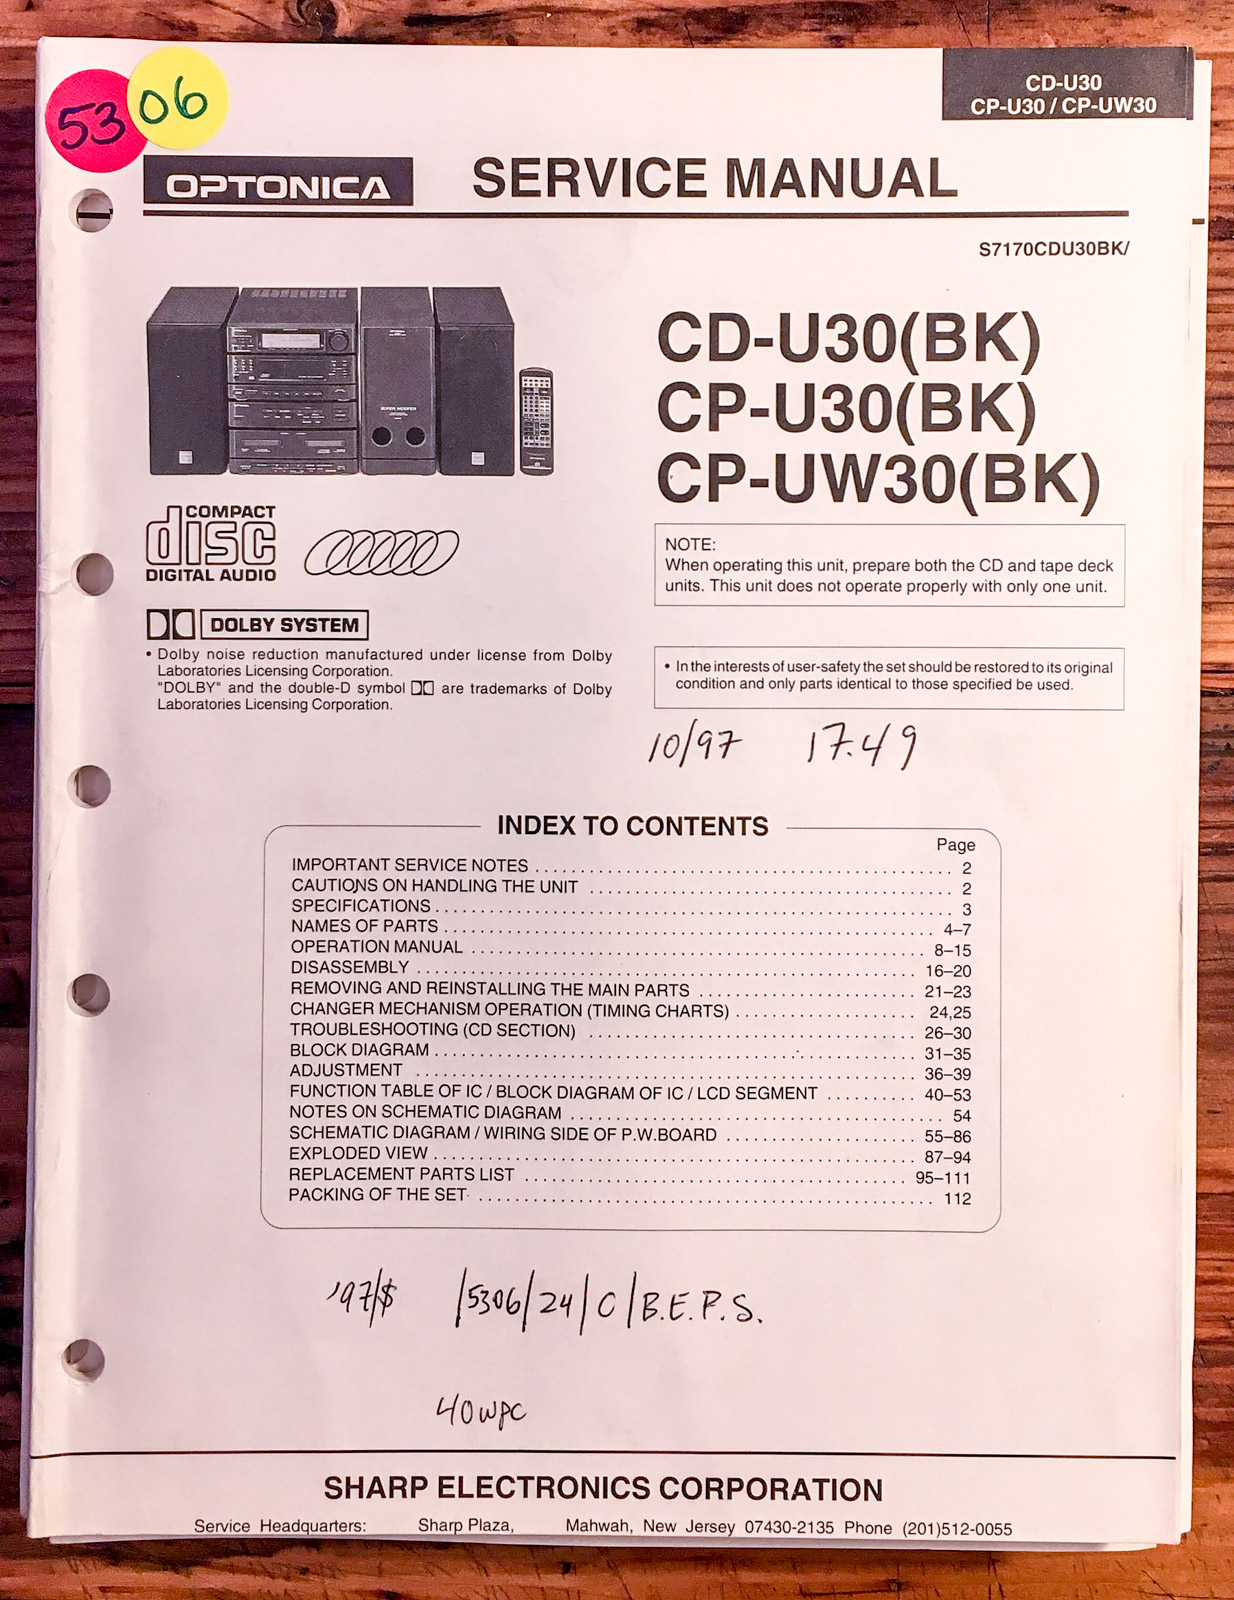 53 06
CD-U30
CP-U30 / CP-UW30
OPTONICA SERVICE MANUAL
S7170CDU30BK/
CD-U30(BK)
CP-U30(BK)
CP-UW30(BK)
COMPACT
disc
DIGITAL AUDIO
NOTE:
When operating this unit, prepare both the CD and tape deck
units. This unit does not operate properly with only one unit.
DOLBY SYSTEM
• Dolby noise reduction manufactured under license from Dolby
Laboratories Licensing Corporation.
"DOLBY" and the double-D symbol are trademarks of Dolby
Laboratories Licensing Corporation.
• In the interests of user-safety the set should be restored to its original
condition and only parts identical to those specified be used.
10/97 17.49
INDEX TO CONTENTS
Page
IMPORTANT SERVICE NOTES 2
CAUTIONS ON HANDLING THE UNIT 2
SPECIFICATIONS 3
NAMES OF PARTS 4–7
OPERATION MANUAL 8–15
DISASSEMBLY 16–20
REMOVING AND REINSTALLING THE MAIN PARTS 21–23
CHANGER MECHANISM OPERATION (TIMING CHARTS) 24,25
TROUBLESHOOTING (CD SECTION) 26–30
BLOCK DIAGRAM 31–35
ADJUSTMENT 36–39
FUNCTION TABLE OF IC / BLOCK DIAGRAM OF IC / LCD SEGMENT 40–53
NOTES ON SCHEMATIC DIAGRAM 54
SCHEMATIC DIAGRAM / WIRING SIDE OF P.W.BOARD 55–86
EXPLODED VIEW 87–94
REPLACEMENT PARTS LIST 95–111
PACKING OF THE SET 112
'97/$ /5306/24/C/B.E.P.S.
40wpc
SHARP ELECTRONICS CORPORATION
Service Headquarters: Sharp Plaza, Mahwah, New Jersey 07430-2135 Phone (201)512-0055